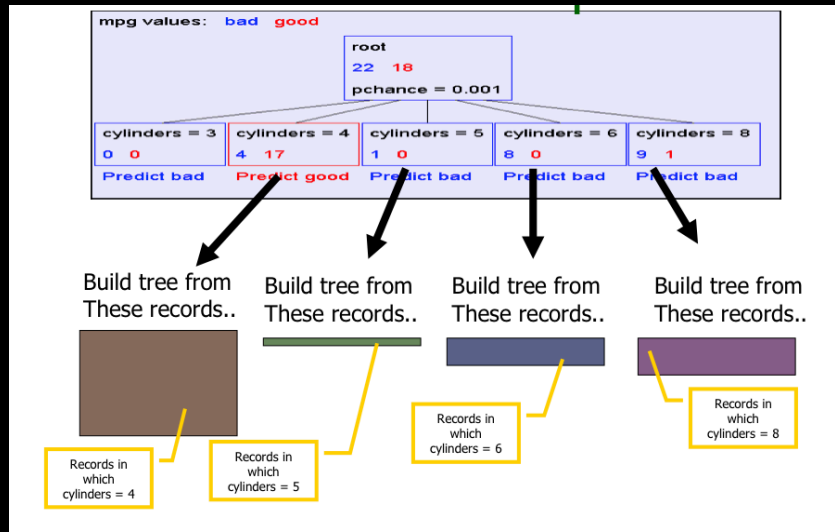 mpg values: bad good
root
22 18
pchance = 0.001
cylinders = 3
0 0
Predict bad
cylinders = 4
4 17
Predict good
cylinders = 5
1 0
Predict bad
cylinders = 6
8 0
Predict bad
cylinders = 8
9 1
Predict bad
Build tree from
These records..
Build tree from
These records..
Build tree from
These records..
Build tree from
These records..
Records in
which
cylinders = 4
Records in
which
cylinders = 5
Records in
which
cylinders = 6
Records in
which
cylinders = 8